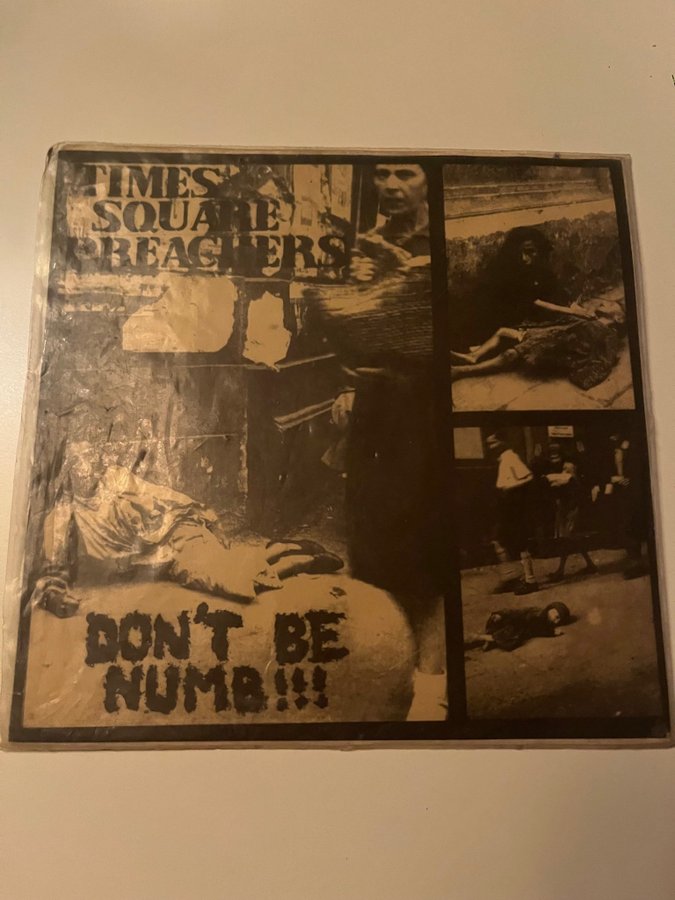 TIMES
SQUARE
PREACHERS
DON'T BE
NUMB!!!